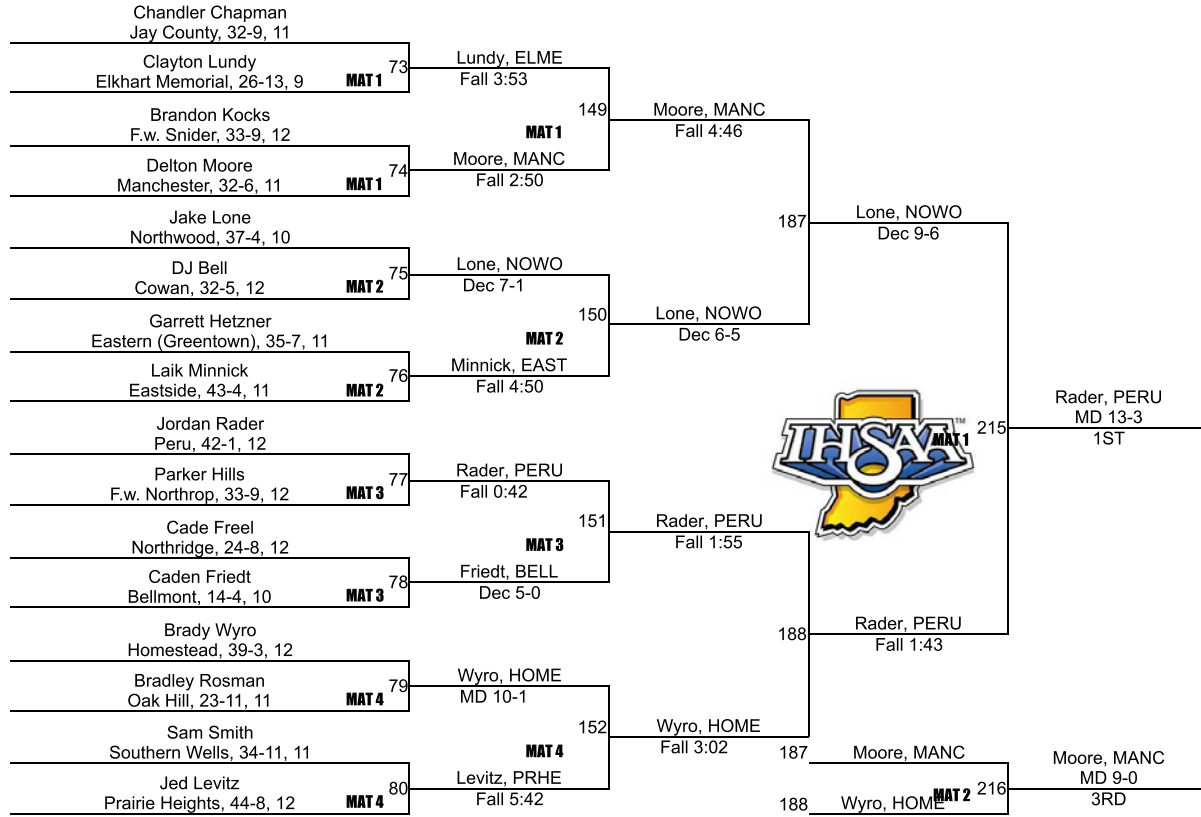 Chandler Chapman
Jay County, 32-9, 11
Clayton Lundy
Elkhart Memorial, 26-13, 9
MAT 1
73
Lundy, ELME
Fall 3:53
Brandon Kocks
F.w. Snider, 33-9, 12
Delton Moore
Manchester, 32-6, 11
MAT 1
74
Moore, MANC
Fall 2:50
149
MAT 1
Moore, MANC
Fall 4:46
Jake Lone
Northwood, 37-4, 10
DJ Bell
Cowan, 32-5, 12
MAT 2
75
Lone, NOWO
Dec 7-1
Garrett Hetzner
Eastern (Greentown), 35-7, 11
Laik Minnick
Eastside, 43-4, 11
MAT 2
76
Minnick, EAST
Fall 4:50
150
MAT 2
Lone, NOWO
Dec 6-5
187
Lone, NOWO
Dec 9-6
Jordan Rader
Peru, 42-1, 12
Parker Hills
F.w. Northrop, 33-9, 12
MAT 3
77
Rader, PERU
Fall 0:42
Cade Freel
Northridge, 24-8, 12
Caden Friedt
Bellmont, 14-4, 10
MAT 3
78
Friedt, BELL
Dec 5-0
151
MAT 3
Rader, PERU
Fall 1:55
Brady Wyro
Homestead, 39-3, 12
Bradley Rosman
Oak Hill, 23-11, 11
MAT 4
79
Wyro, HOME
MD 10-1
Sam Smith
Southern Wells, 34-11, 11
Jed Levitz
Prairie Heights, 44-8, 12
MAT 4
80
Levitz, PRHE
Fall 5:42
152
MAT 4
Wyro, HOME
Fall 3:02
188
Rader, PERU
Fall 1:43
IHSAA
TM
MAT 1
215
Rader, PERU
MD 13-3
1ST
187
Moore, MANC
188
Wyro, HOME
MAT 2
216
Moore, MANC
MD 9-0
3RD